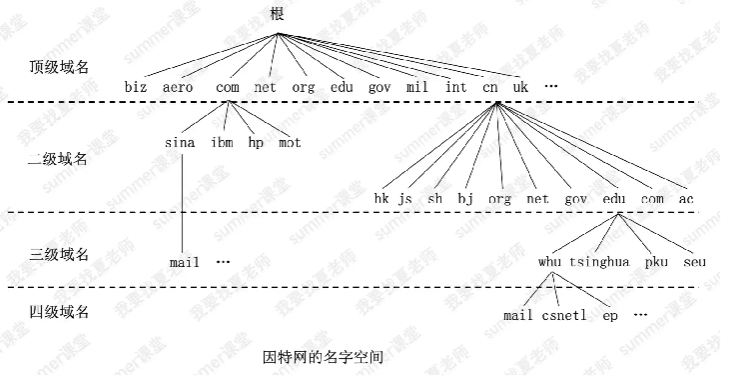 根
顶级域名
biz aero com net org edu gov mil int cn uk …
二级域名
sina ibm hp mot
hk js sh bj org net gov edu com ac
三级域名
mail …
whu tsinghua pku seu
四级域名
mail csnetl ep …
因特网的名字空间
summer课堂
我要找夏老师